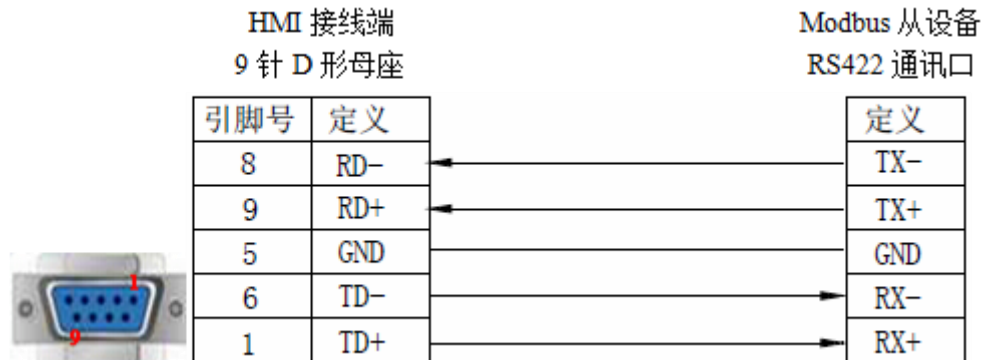 HMI 接线端 Modbus 从设备
9 针 D 形母座 RS422 通讯口
引脚号 定义 定义
8 RD- TX-
9 RD+ TX+
5 GND GND
6 TD- RX-
1 TD+ RX+
1
9